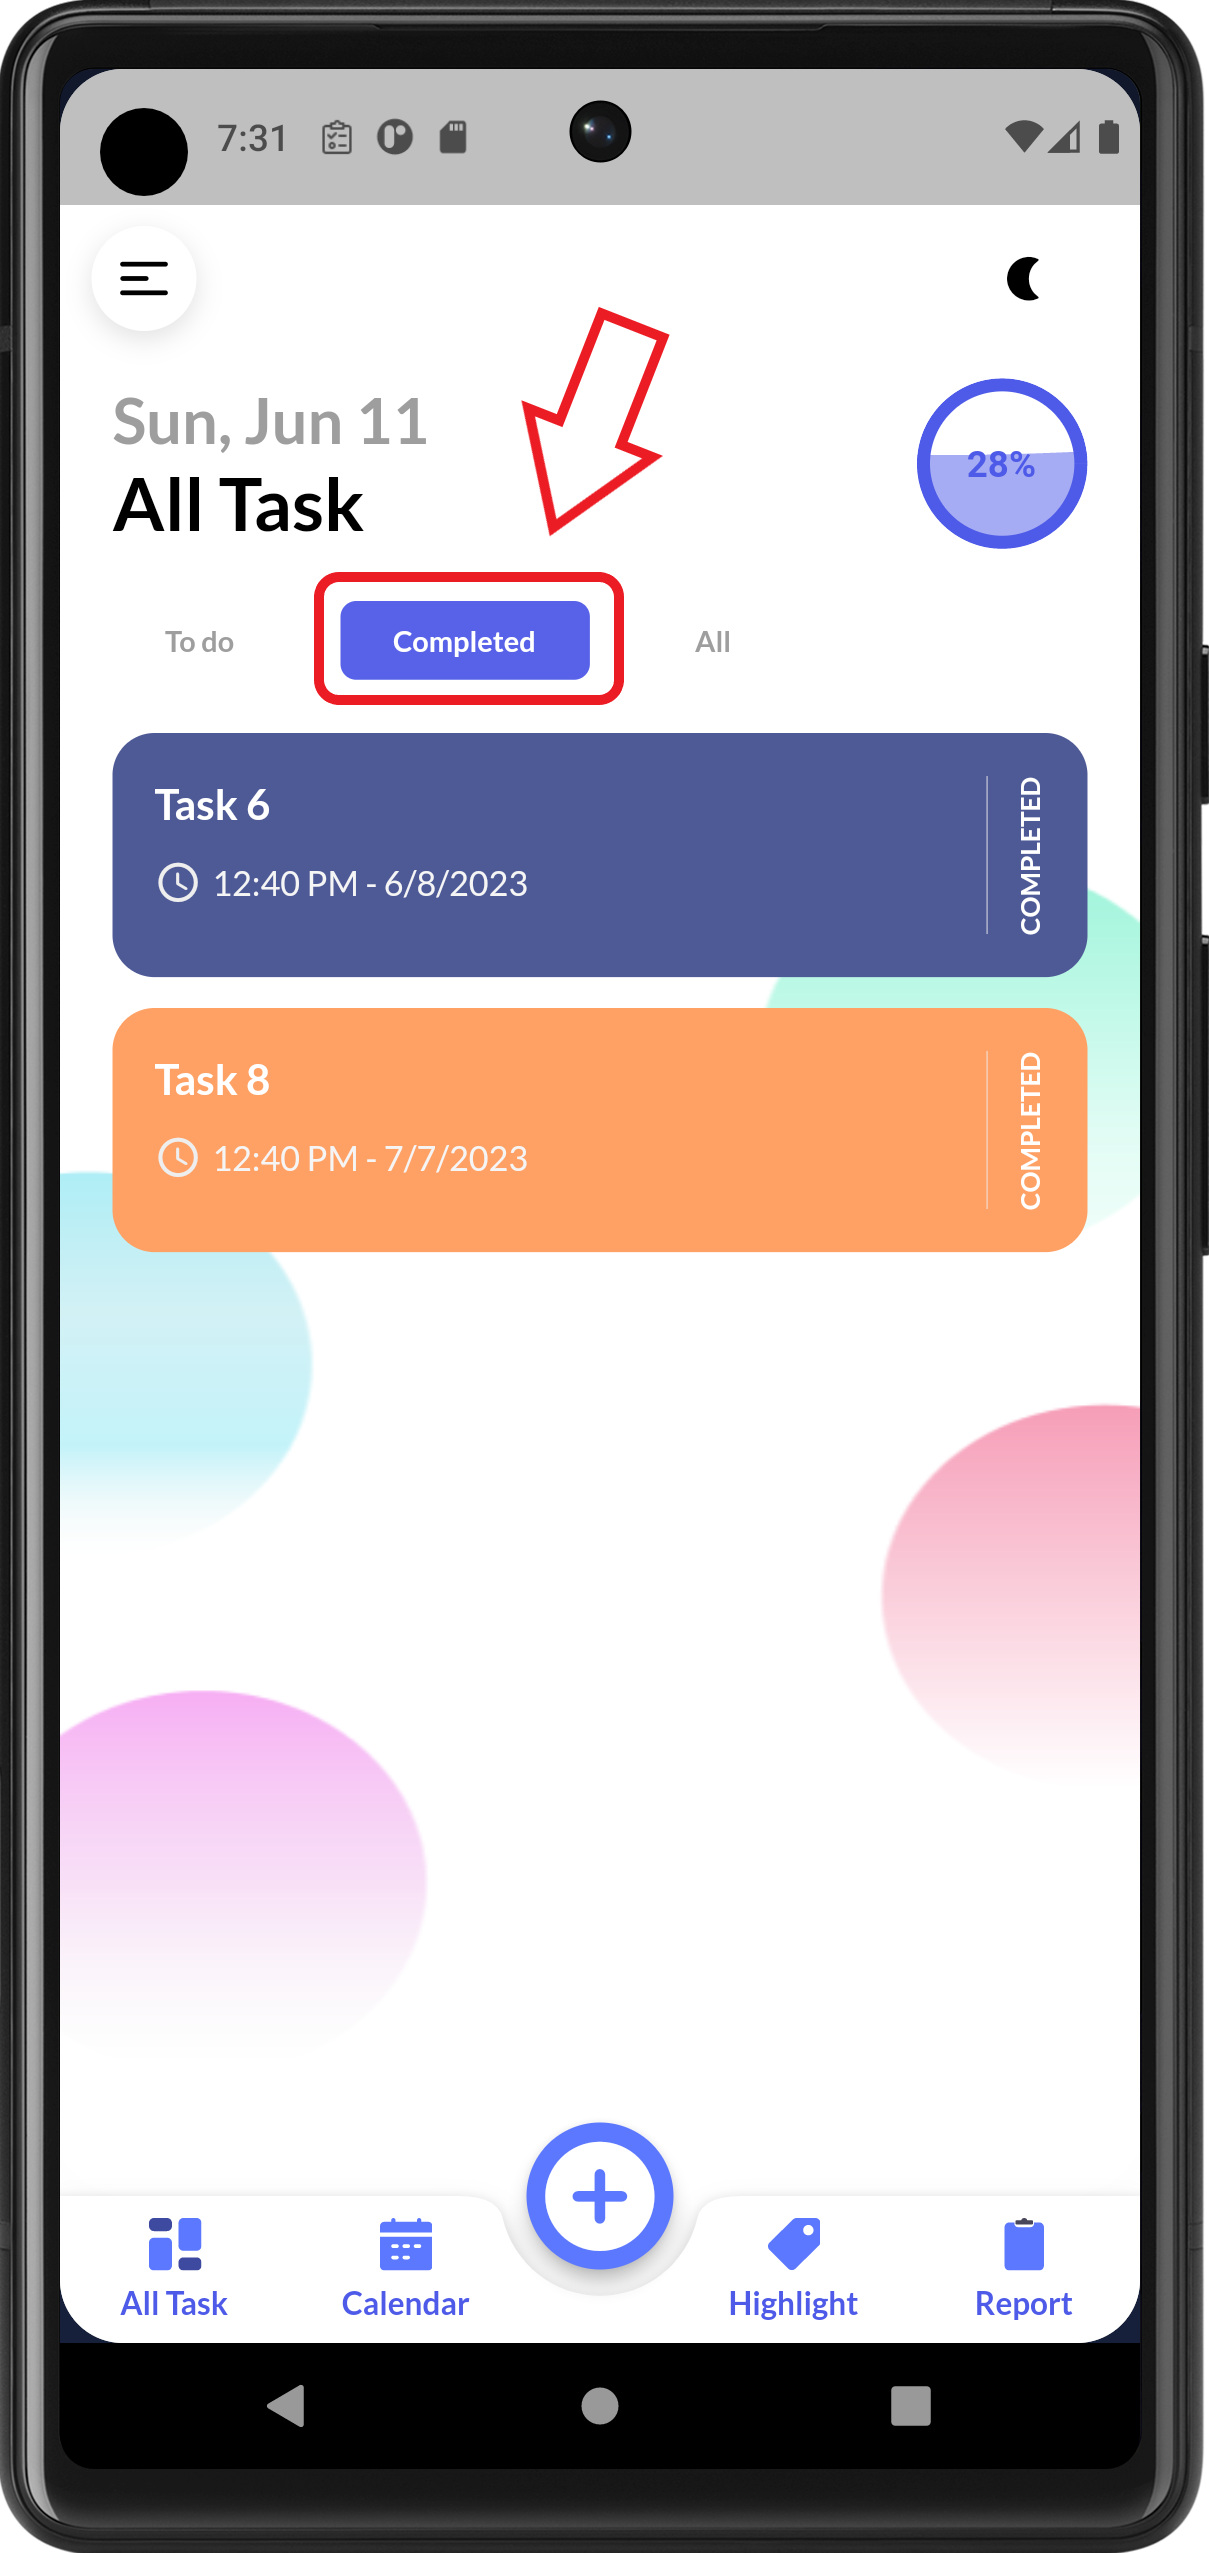 7:31
Sun, Jun 11
All Task
28%
To do
Completed
All
Task 6
12:40 PM - 6/8/2023
COMPLETED
Task 8
12:40 PM - 7/7/2023
COMPLETED
All Task
Calendar
Highlight
Report